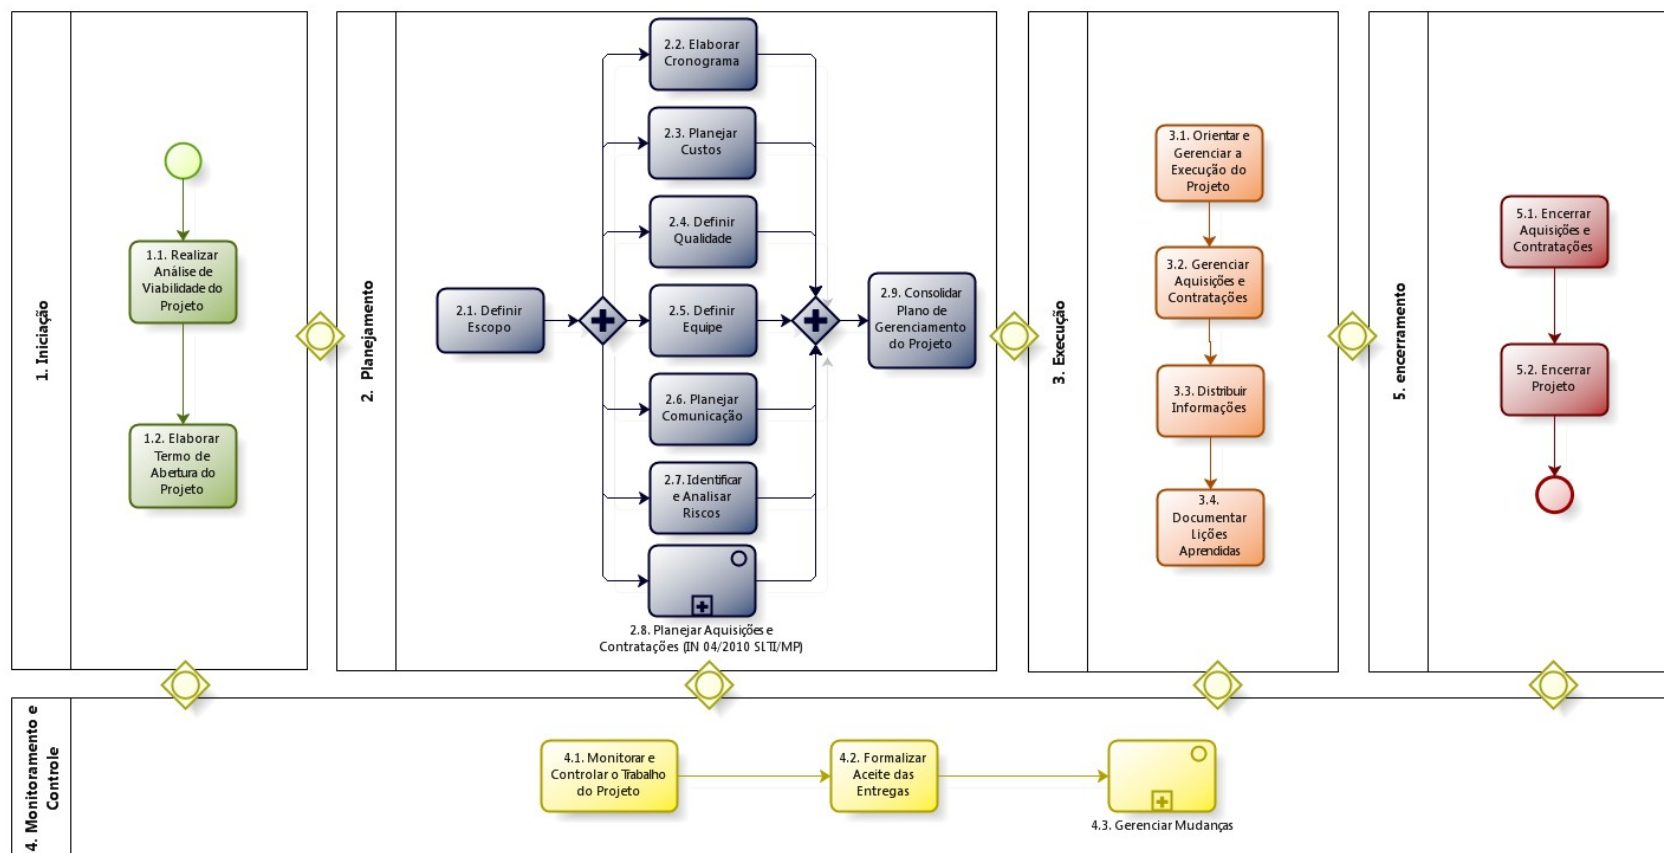 1. Iniciação
1.1. Realizar
Análise de
Viabilidade do
Projeto
1.2. Elaborar
Termo de
Abertura do
Projeto
2. Planejamento
2.1. Definir
Escopo
2.2. Elaborar
Cronograma
2.3. Planejar
Custos
2.4. Definir
Qualidade
2.5. Definir
Equipe
2.6. Planejar
Comunicação
2.7. Identificar
e Analisar
Riscos
2.8. Planejar Aquisições e
Contratações (IN 04/2010 SLTI/MP)
2.9. Consolidar
Plano de
Gerenciamento
do Projeto
3. Execução
3.1. Orientar e
Gerenciar a
Execução do
Projeto
3.2. Gerenciar
Aquisições e
Contratações
3.3. Distribuir
Informações
3.4.
Documentar
Lições
Aprendidas
5. encerramento
5.1. Encerrar
Aquisições e
Contratações
5.2. Encerrar
Projeto
4. Monitoramento e
Controle
4.1. Monitorar e
Controlar o Trabalho
do Projeto
4.2. Formalizar
Aceite das
Entregas
4.3. Gerenciar Mudanças